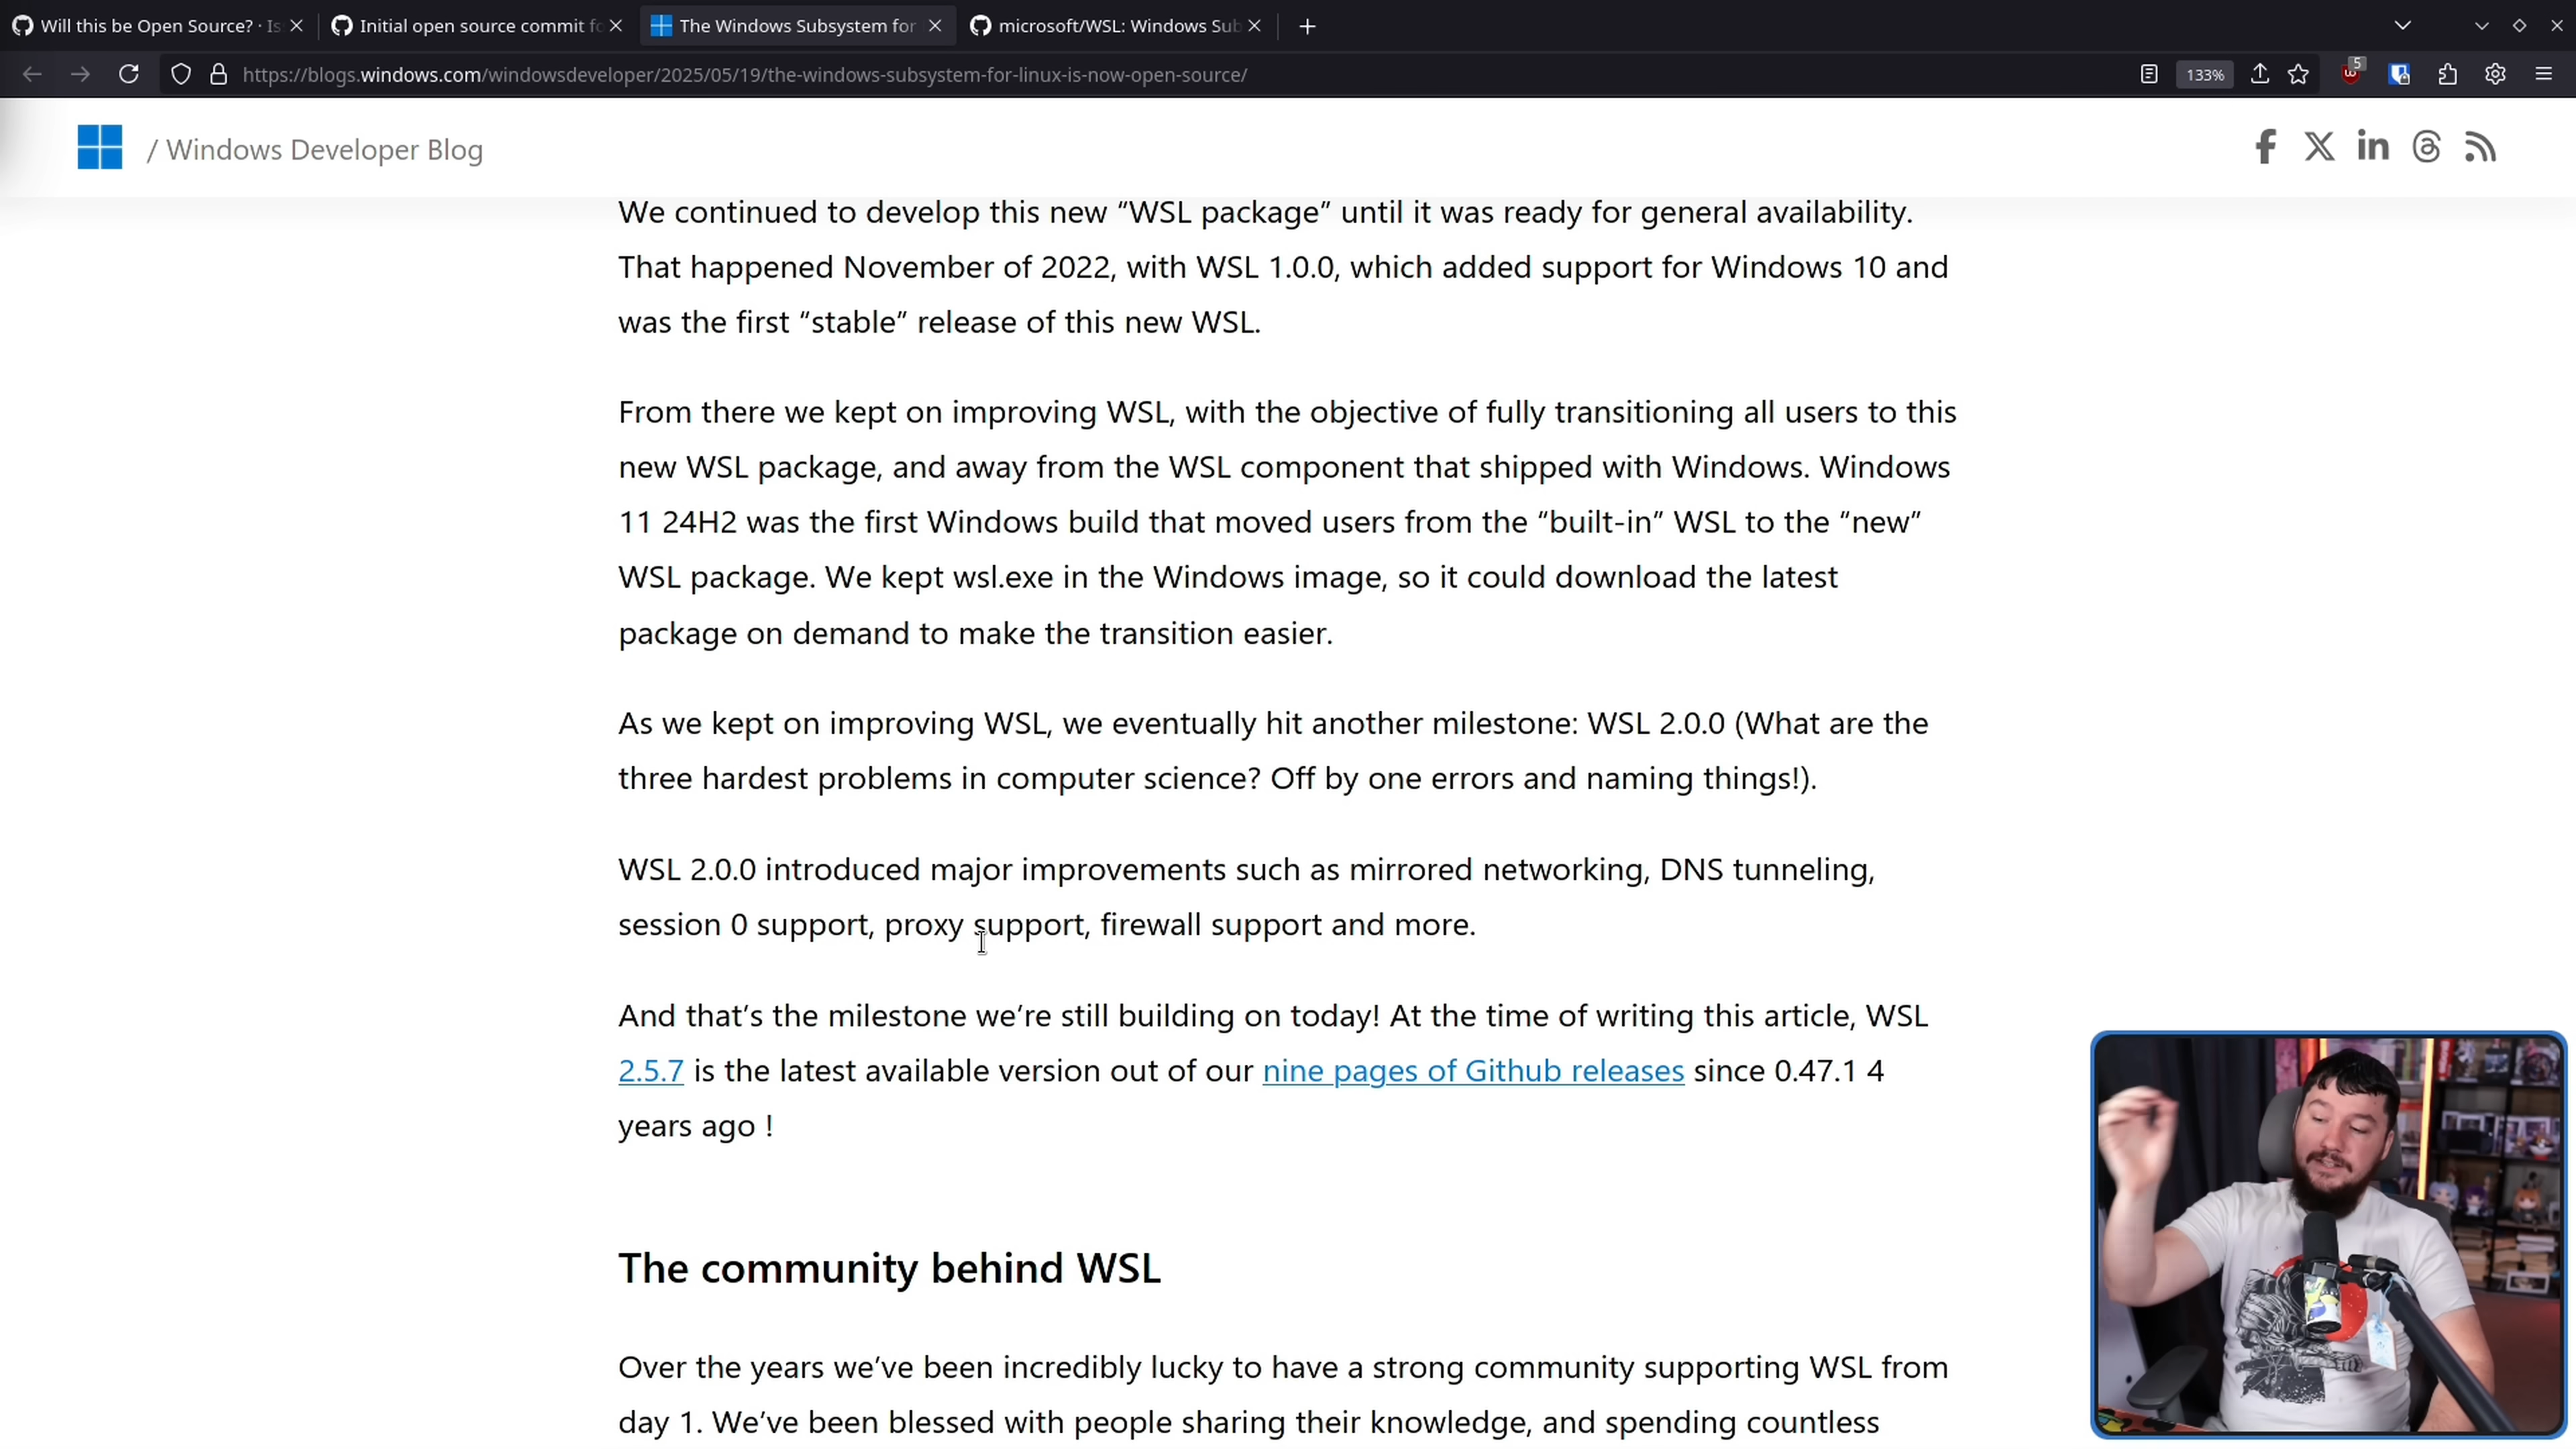 Will this be Open Source? · Is
Initial open source commit fo
The Windows Subsystem for
microsoft/WSL: Windows Sub
https://blogs.windows.com/windowsdeveloper/2025/05/19/the-windows-subsystem-for-linux-is-now-open-source/
133%
5
/ Windows Developer Blog
We continued to develop this new “WSL package” until it was ready for general availability.
That happened November of 2022, with WSL 1.0.0, which added support for Windows 10 and
was the first “stable” release of this new WSL.
From there we kept on improving WSL, with the objective of fully transitioning all users to this
new WSL package, and away from the WSL component that shipped with Windows. Windows
11 24H2 was the first Windows build that moved users from the “built-in” WSL to the “new”
WSL package. We kept wsl.exe in the Windows image, so it could download the latest
package on demand to make the transition easier.
As we kept on improving WSL, we eventually hit another milestone: WSL 2.0.0 (What are the
three hardest problems in computer science? Off by one errors and naming things!).
WSL 2.0.0 introduced major improvements such as mirrored networking, DNS tunneling,
session 0 support, proxy support, firewall support and more.
And that’s the milestone we’re still building on today! At the time of writing this article, WSL
2.5.7 is the latest available version out of our nine pages of Github releases since 0.47.1 4
years ago !
The community behind WSL
Over the years we’ve been incredibly lucky to have a strong community supporting WSL from
day 1. We’ve been blessed with people sharing their knowledge, and spending countless